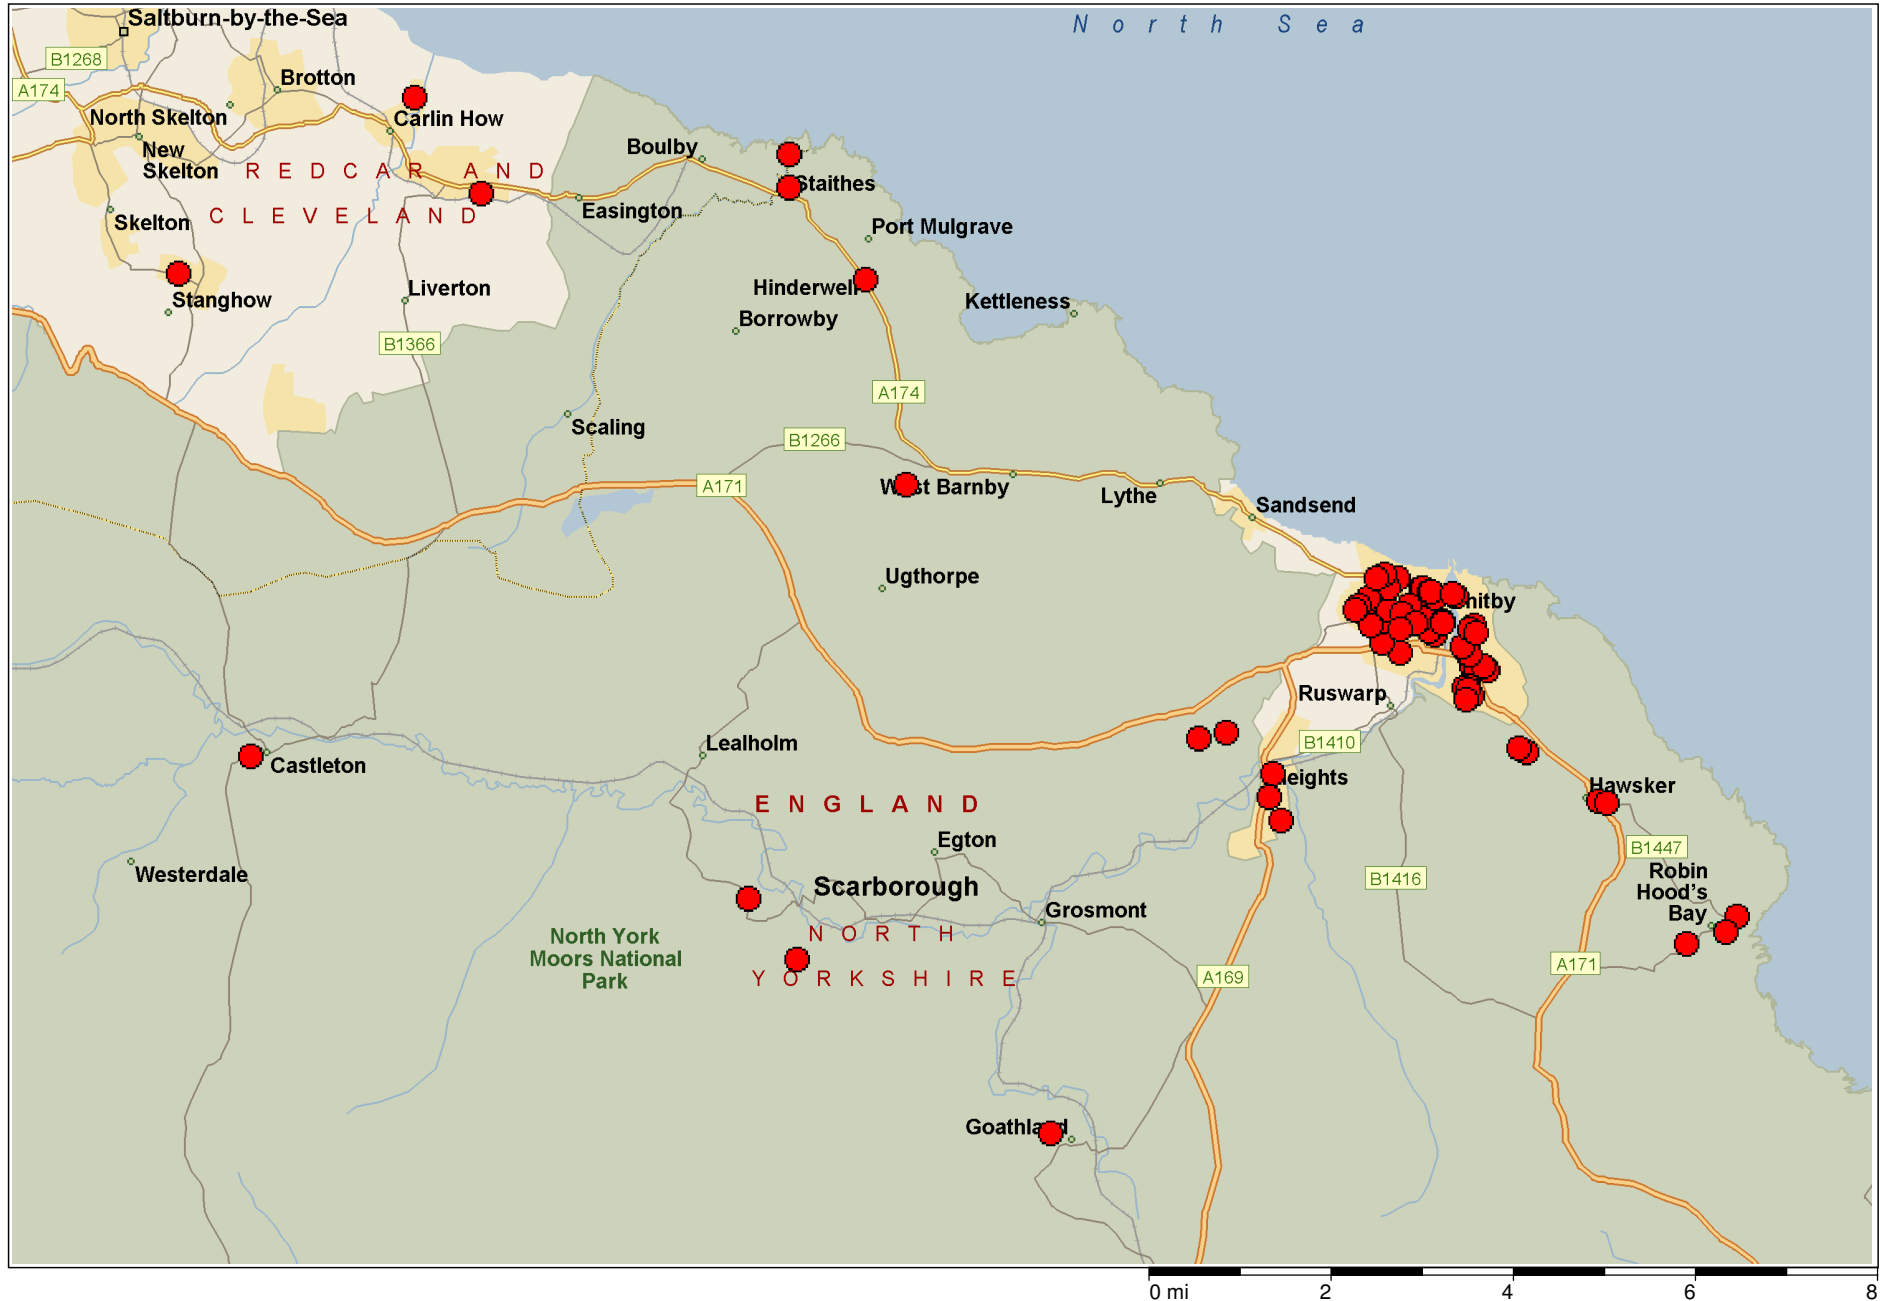 Saltburn-by-the-Sea
North Sea
B1268
Brotton
A174
North Skelton
Carlin How
New
Skelton
Boulby
REDCAR AND
Staithes
Skelton
CLEVELAND
Easington
Port Mulgrave
Liverton
Hinderwell
Stanghow
Kettleness
Borrowby
B1366
A174
Scaling
B1266
A171
West Barnby
Lythe
Sandsend
Ugthorpe
hitby
Ruswarp
Lealholm
B1410
Castleton
eights
Hawsker
ENGLAND
Egton
B1447
Westerdale
Scarborough
B1416
Robin
Hood's
Bay
Grosmont
North York
Moors National
Park
NORTH
YORKSHIRE
A169
A171
Goathland
0 mi 2 4 6 8